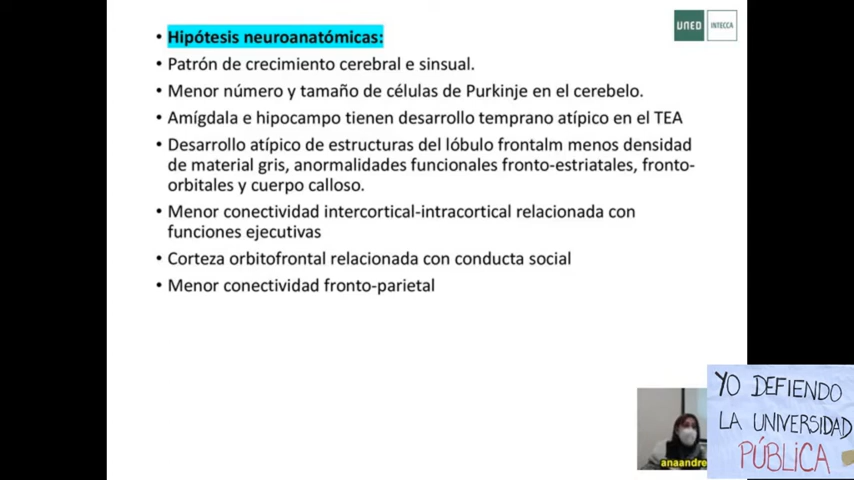 • Hipótesis neuroanatómicas:
• Patrón de crecimiento cerebral e sinsual.
• Menor número y tamaño de células de Purkinje en el cerebelo.
• Amígdala e hipocampo tienen desarrollo temprano atípico en el TEA
• Desarrollo atípico de estructuras del lóbulo frontalm menos densidad
de material gris, anormalidades funcionales fronto-estriatales, fronto-
orbitales y cuerpo calloso.
• Menor conectividad intercortical-intracortical relacionada con
funciones ejecutivas
• Corteza orbitofrontal relacionada con conducta social
• Menor conectividad fronto-parietal
UNED
INTECCA
anaandre
YO DEFIENDO
LA UNIVERSIDAD
PÚBLICA